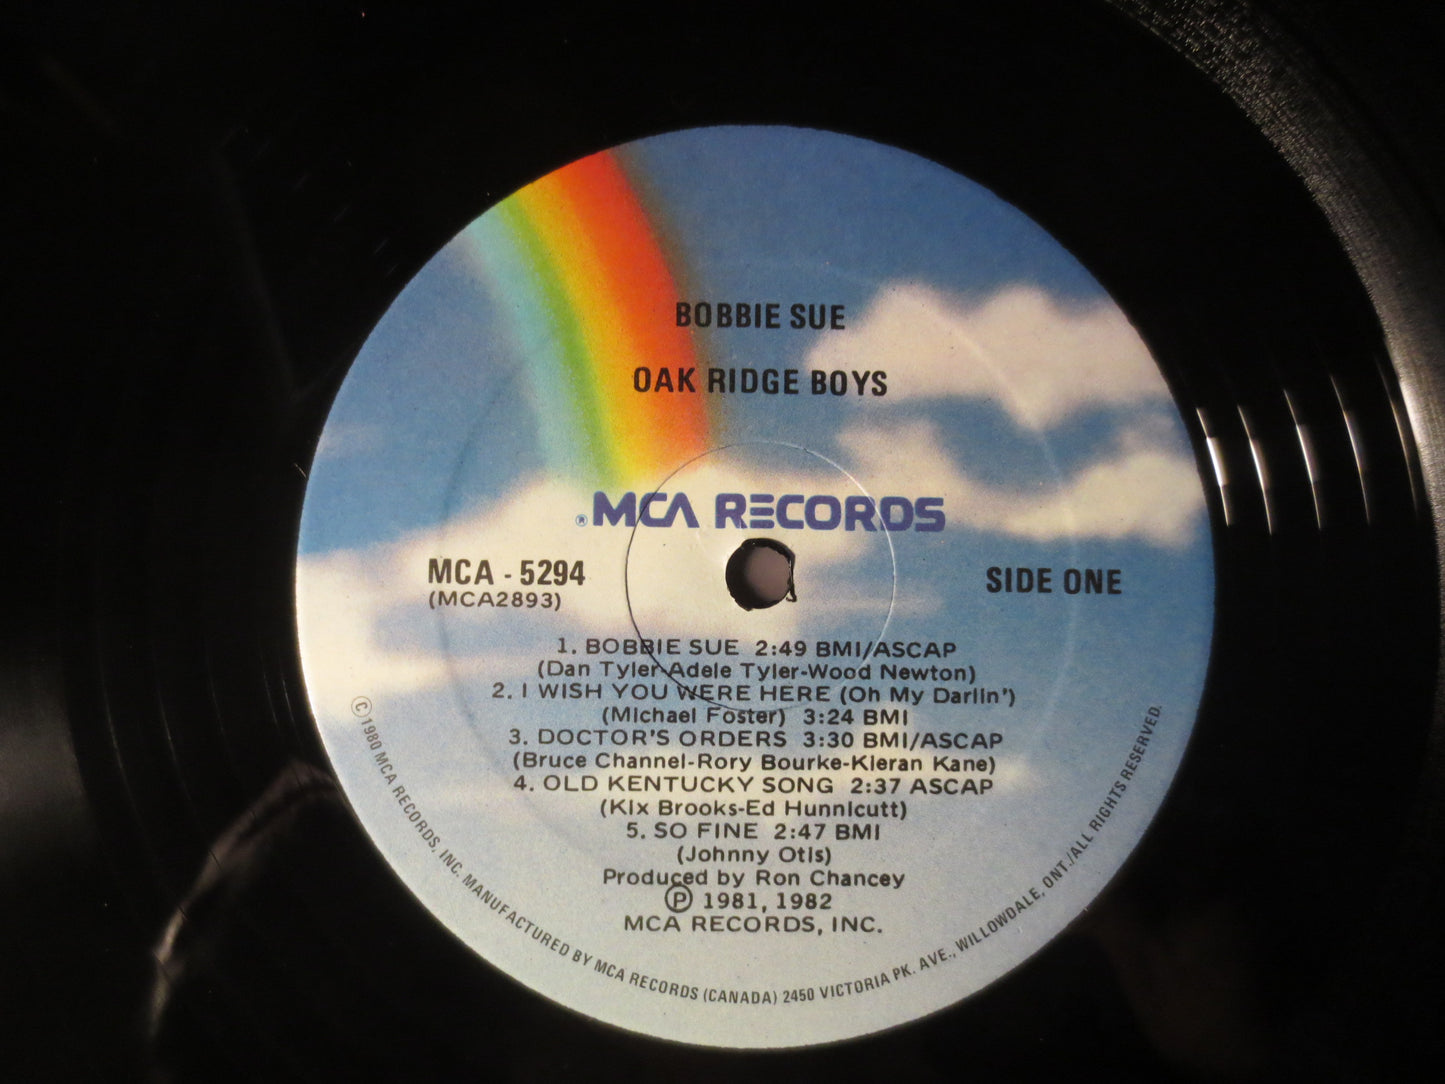 BOBBIE SUE
OAK RIDGE BOYS
® MCA RECORDS
MCA - 5294
(MCA2893)
SIDE ONE
1. BOBBIE SUE 2:49 BMI/ASCAP
(Dan Tyler-Adele Tyler-Wood Newton)
2. I WISH YOU WERE HERE (Oh My Darlin')
(Michael Foster) 3:24 BMI
3. DOCTOR'S ORDERS 3:30 BMI/ASCAP
(Bruce Channel-Rory Bourke-Kieran Kane)
4. OLD KENTUCKY SONG 2:37 ASCAP
(Kix Brooks-Ed Hunnicutt)
5. SO FINE 2:47 BMI
(Johnny Otis)
Produced by Ron Chancey
Ⓟ 1981, 1982
MCA RECORDS, INC.
©1980 MCA RECORDS, INC. MANUFACTURED BY MCA RECORDS (CANADA) 2450 VICTORIA PK. AVE., WILLOWDALE, ONT./ALL RIGHTS RESERVED.